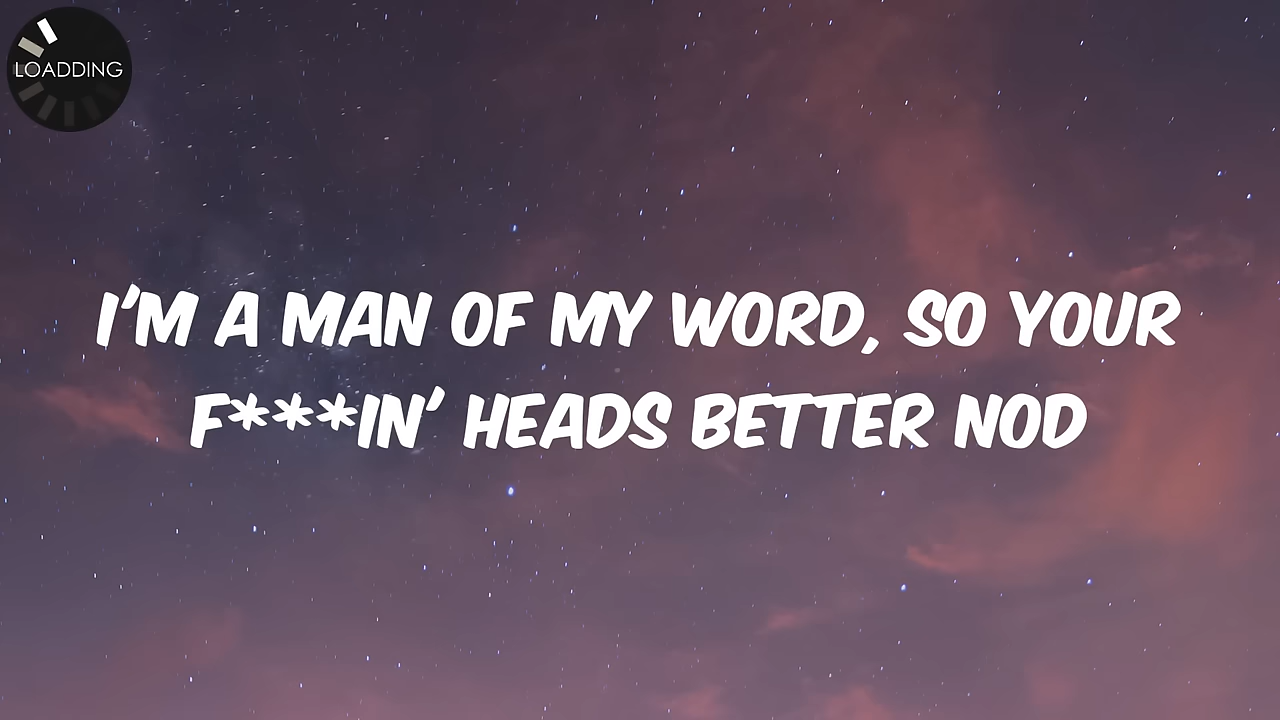 LOADDING
I'M A MAN OF MY WORD, SO YOUR
F***IN' HEADS BETTER NOD